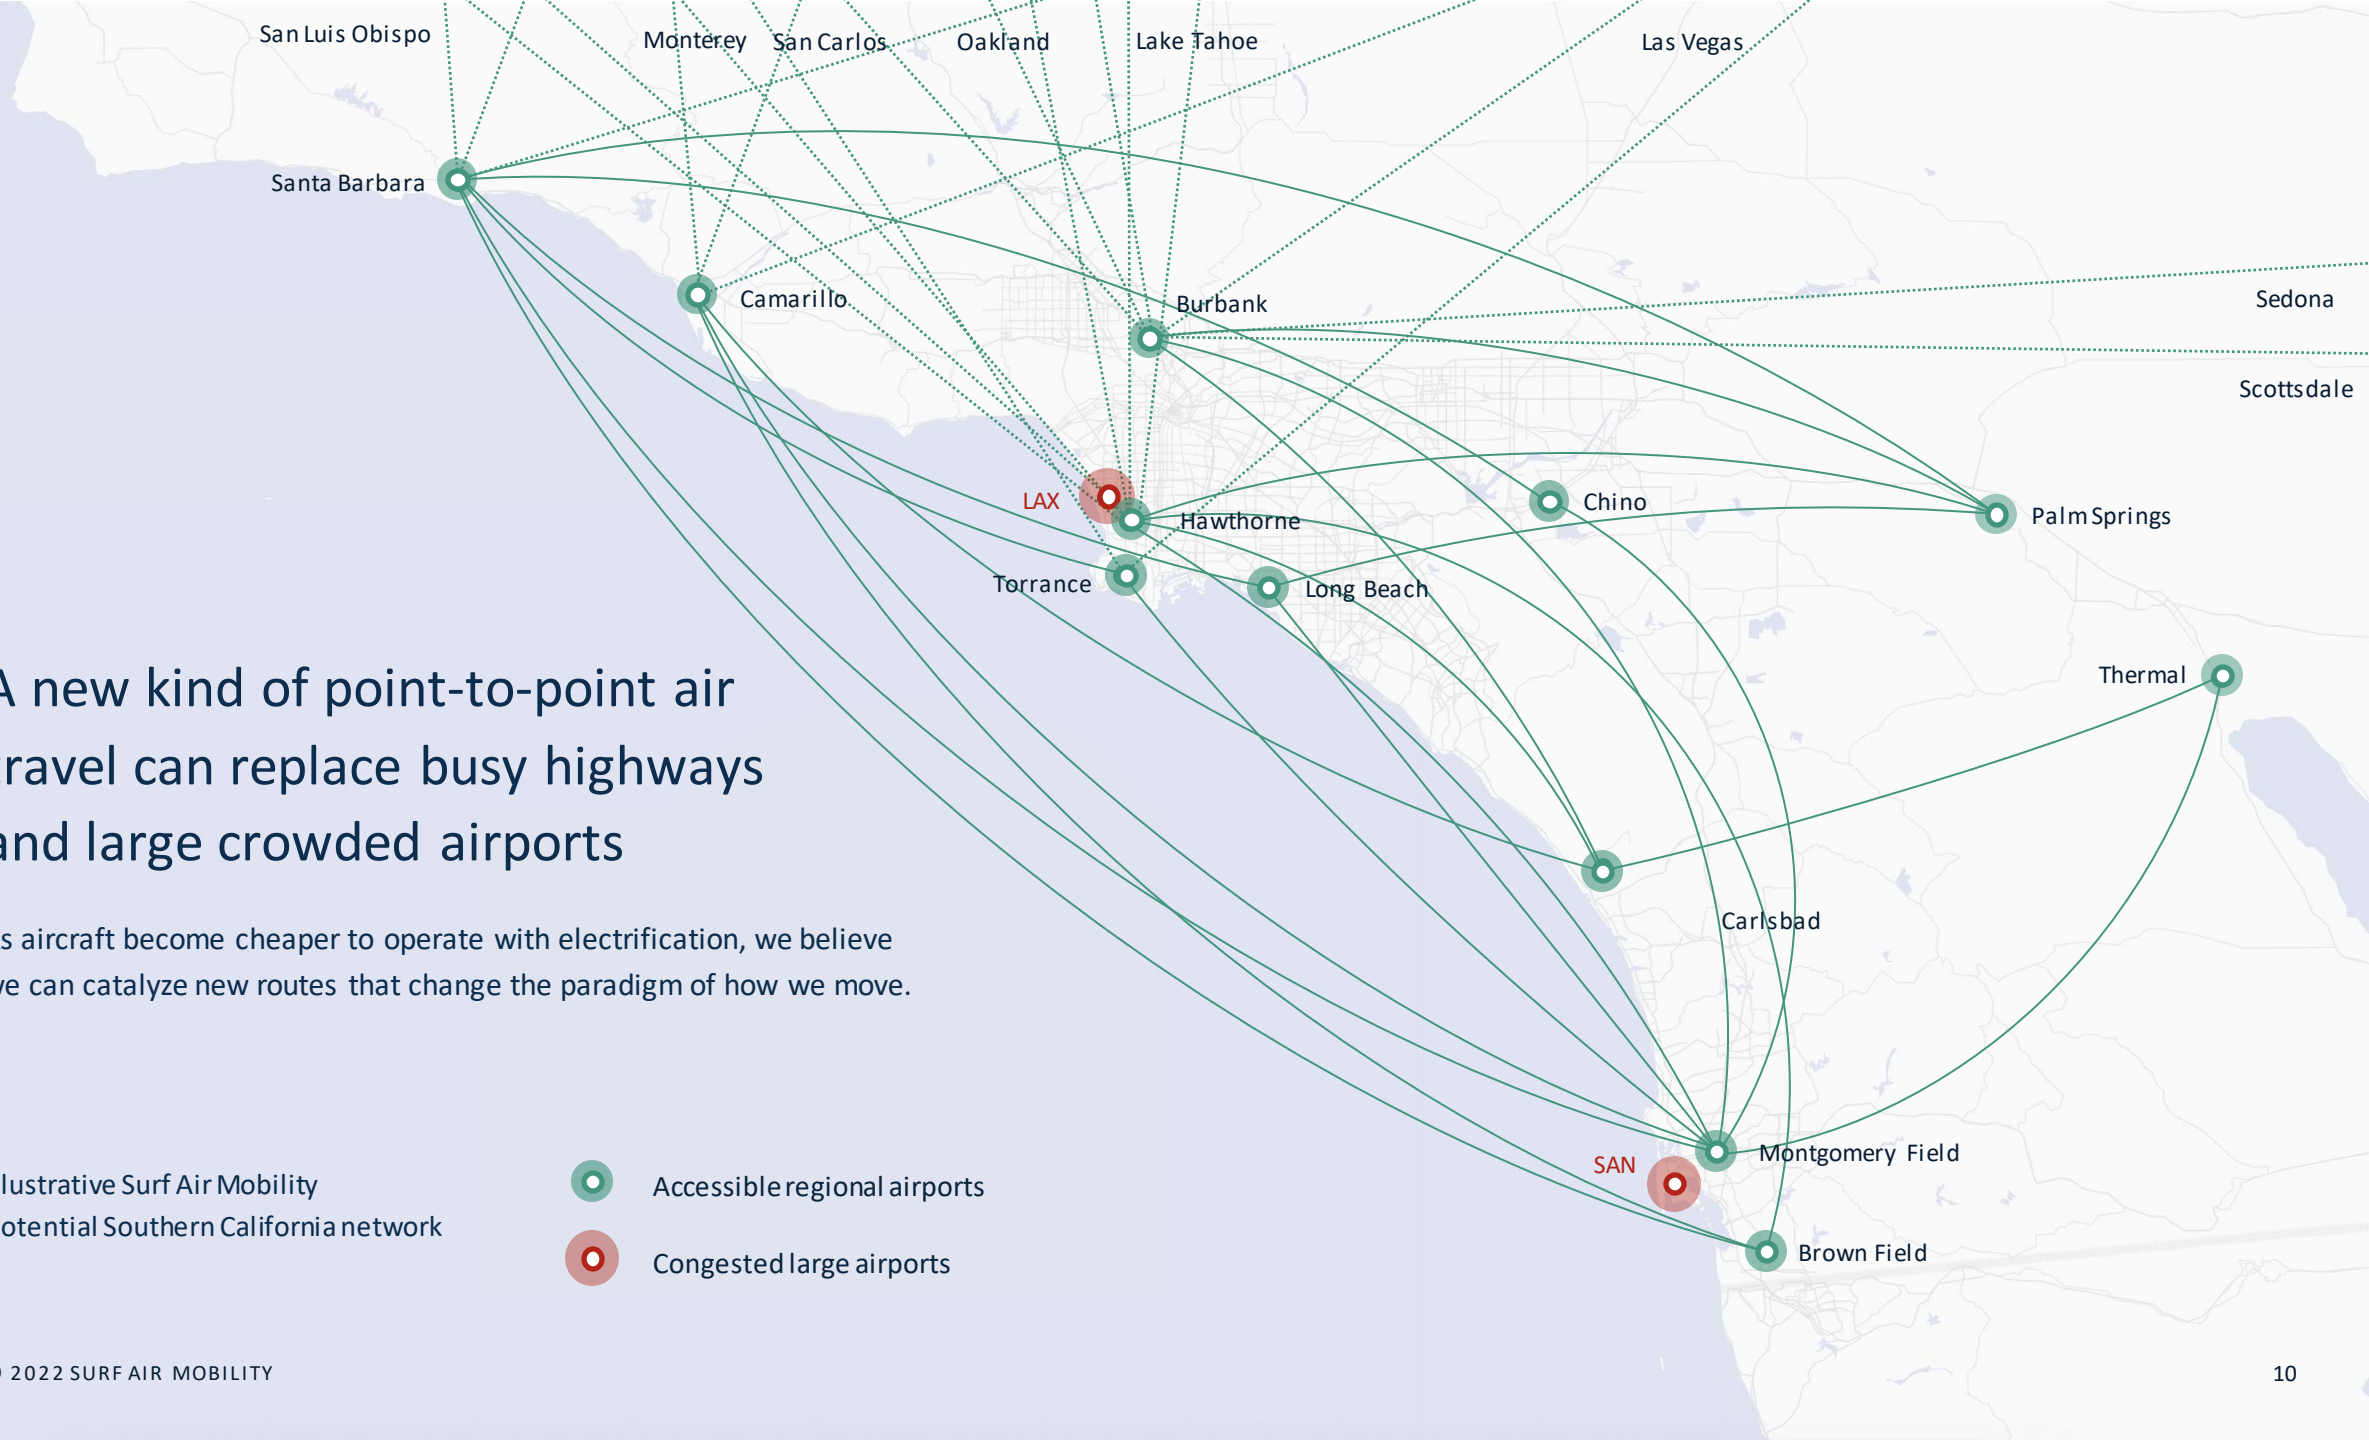 San Luis Obispo
Monterey
San Carlos
Oakland
Lake Tahoe
Las Vegas
Santa Barbara
Camarillo
Burbank
Sedona
Scottsdale
LAX
Hawthorne
Chino
Palm Springs
Torrance
Long Beach
Thermal
A new kind of point-to-point air
travel can replace busy highways
and large crowded airports
Carlsbad
s aircraft become cheaper to operate with electrification, we believe
we can catalyze new routes that change the paradigm of how we move.
Montgomery Field
SAN
Brown Field
llustrative Surf Air Mobility
otential Southern California network
Accessible regional airports
Congested large airports
2022 SURF AIR MOBILITY
10